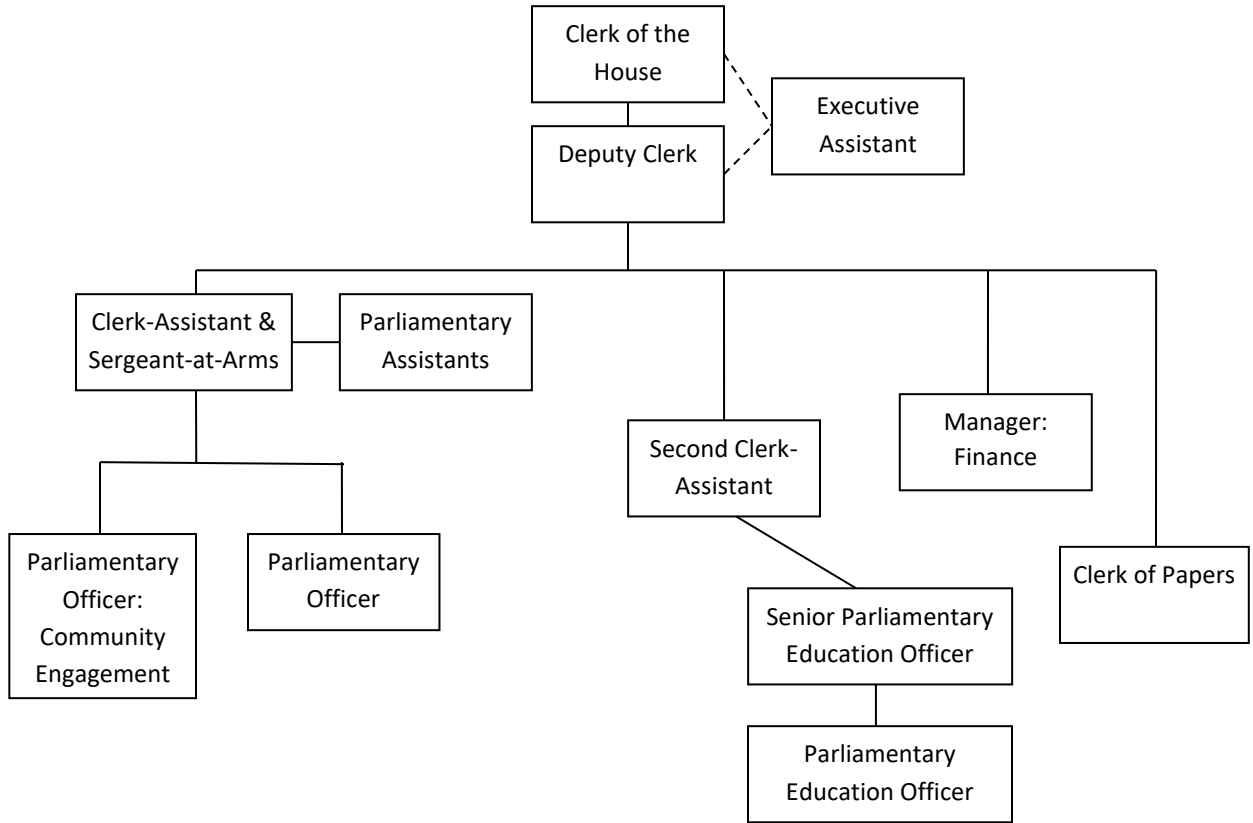 Clerk of the
House
Executive
Assistant
Deputy Clerk
Clerk-Assistant &
Sergeant-at-Arms
Parliamentary
Assistants
Second Clerk-
Assistant
Manager:
Finance
Parliamentary
Officer:
Community
Engagement
Parliamentary
Officer
Clerk of Papers
Senior Parliamentary
Education Officer
Parliamentary
Education Officer